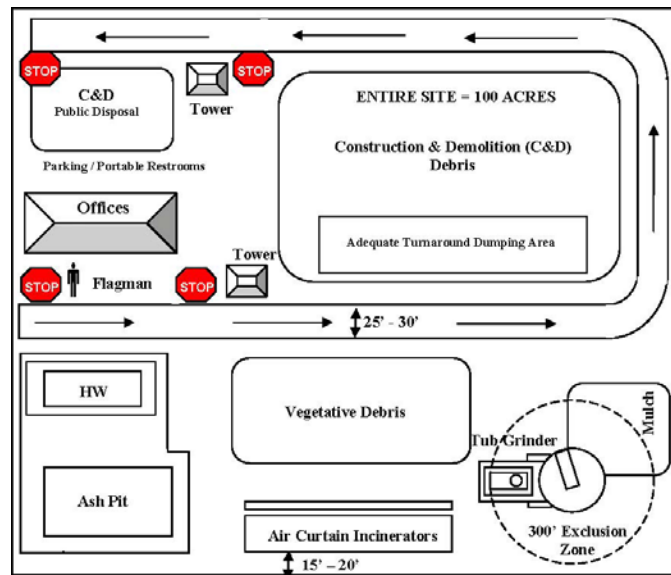 STOP
STOP
C&D
Public Disposal
Tower
ENTIRE SITE = 100 ACRES
Construction & Demolition (C&D)
Debris
Parking / Portable Restrooms
Offices
Adequate Turnaround Dumping Area
Tower
STOP
Flagman
STOP
25' - 30'
HW
Vegetative Debris
Mulch
Tub Grinder
Ash Pit
Air Curtain Incinerators
300' Exclusion
Zone
15' – 20'